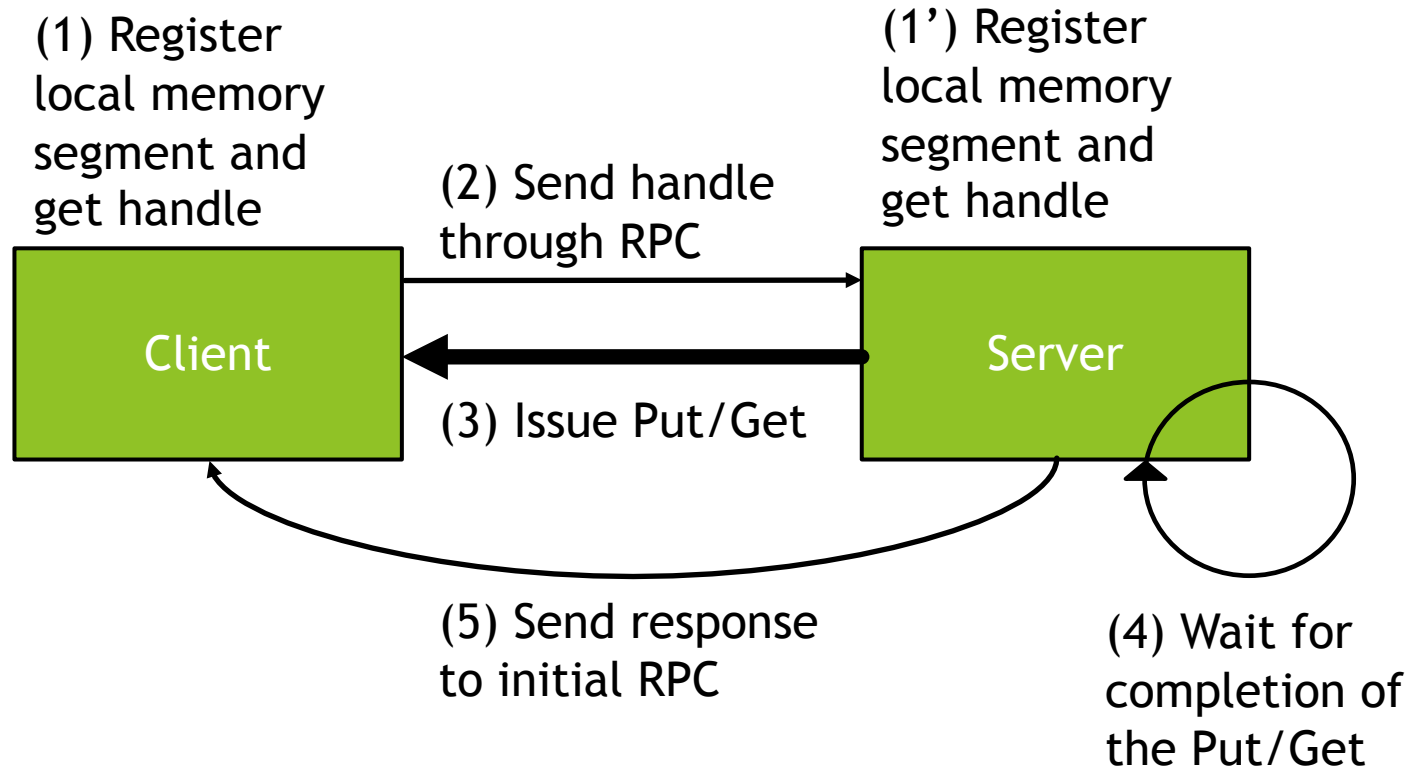 (1) Register
local memory
segment and
get handle
(1’) Register
local memory
segment and
get handle
(2) Send handle
through RPC
Client
Server
(3) Issue Put/Get
(5) Send response
to initial RPC
(4) Wait for
completion of
the Put/Get